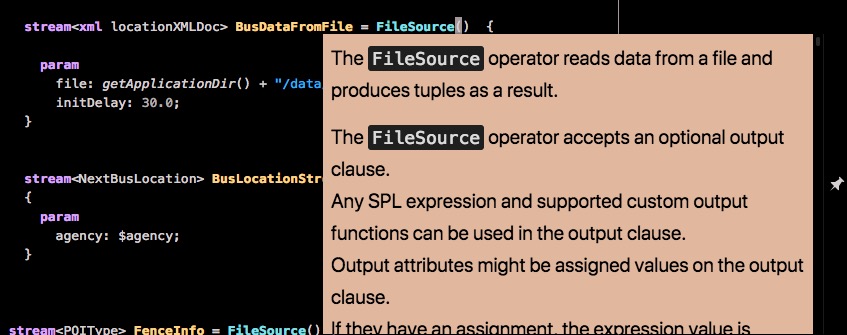 stream<xml locationXMLDoc> BusDataFromFile = FileSource() {
param
file: getApplicationDir() + "/data
initDelay: 30.0;
}
The FileSource operator reads data from a file and
produces tuples as a result.
The FileSource operator accepts an optional output
clause.
Any SPL expression and supported custom output
functions can be used in the output clause.
Output attributes might be assigned values on the output
clause.
If they have an assignment, the expression value is
stream<NextBusLocation> BusLocationStre
{
param
agency: $agency;
}
stream<POIType> FenceInfo = FileSource()